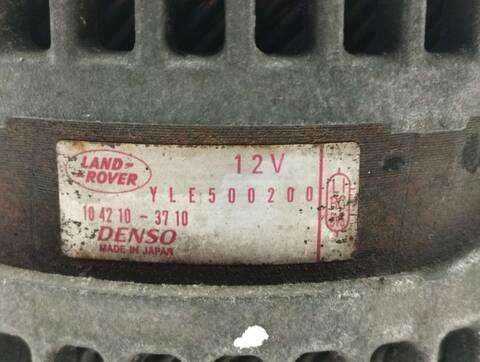 LAND-
ROVER
12V
YLE500200
104210-3710
DENSO
MADE IN JAPAN